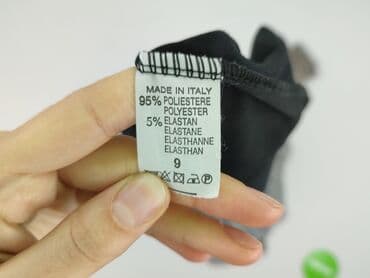 MADE IN ITALY
95% POLIESTERE
POLYESTER
5% ELASTAN
ELASTANE
ELASTHANNE
ELASTHAN
9
P